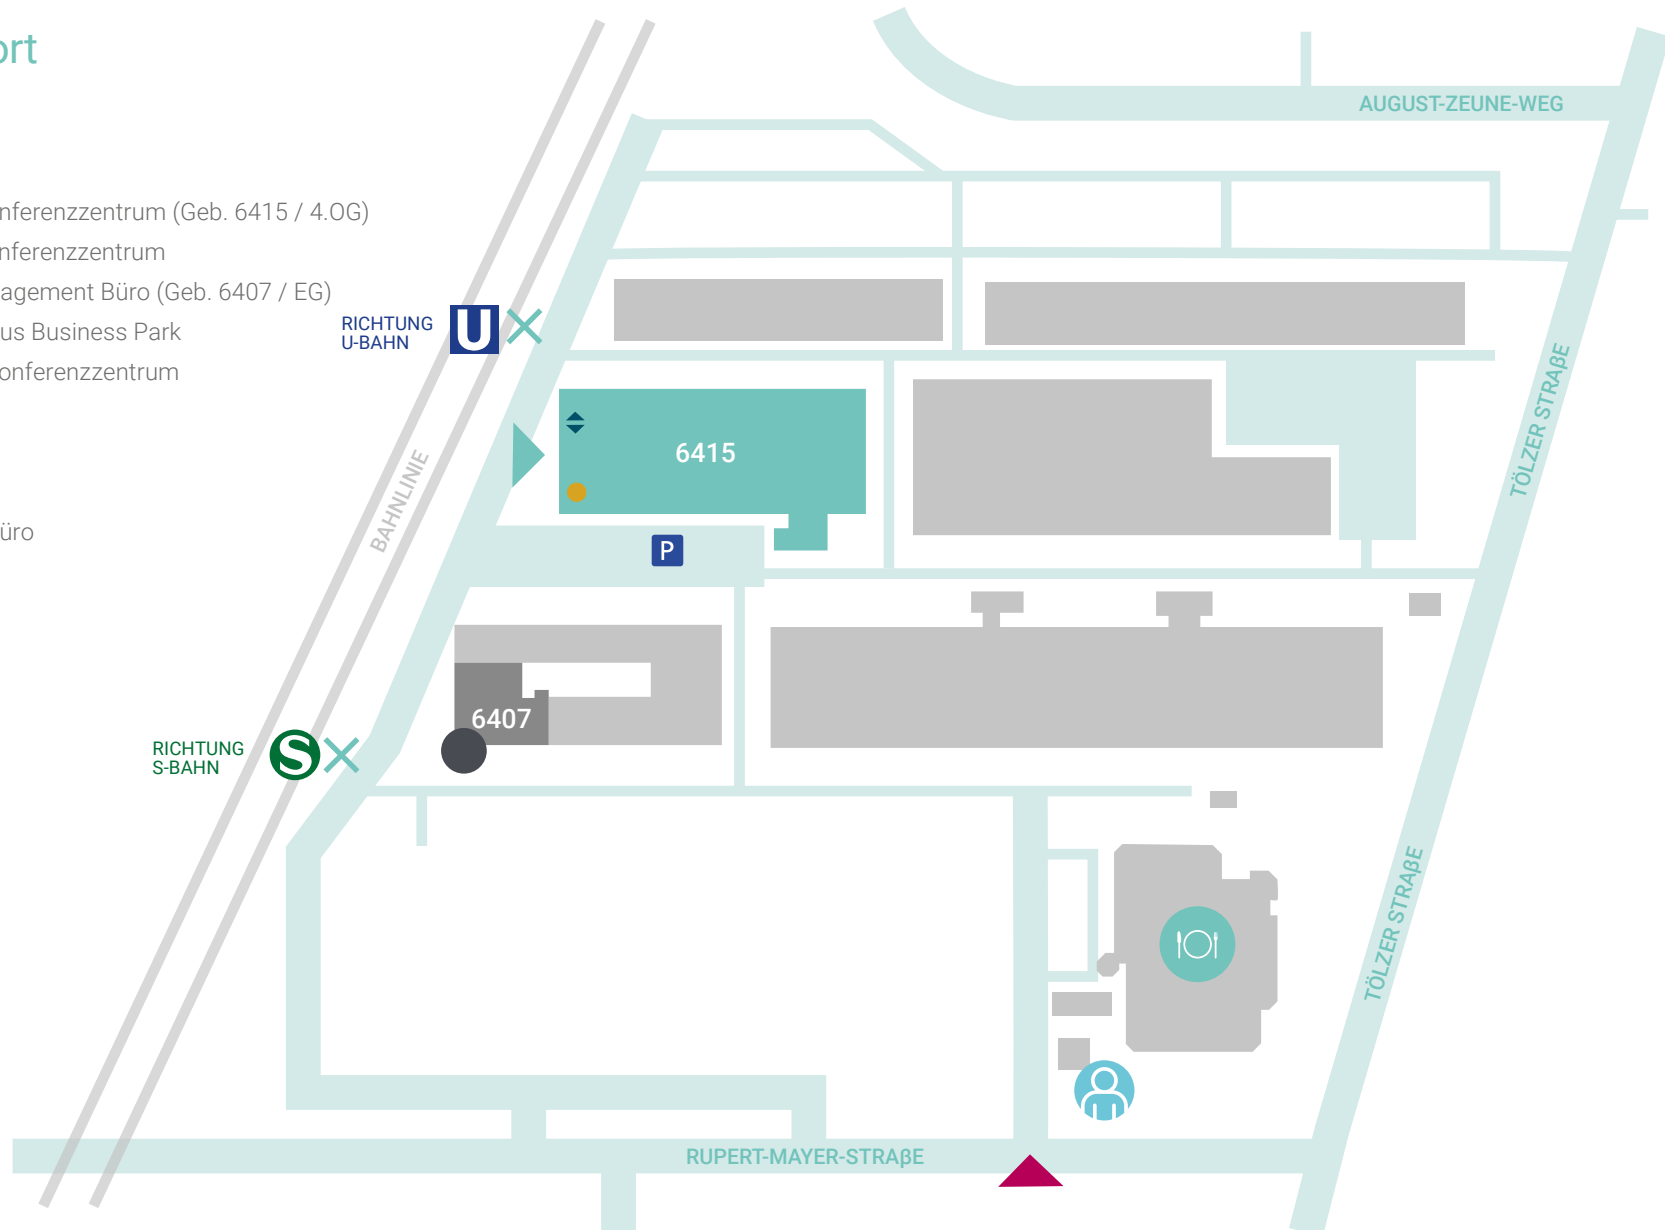 ort
nferenzzentrum (Geb. 6415 / 4.OG)
nferenzzentrum
agement Büro (Geb. 6407 / EG)
us Business Park
onferenzzentrum
üro
AUGUST-ZEUNE-WEG
RICHTUNG
U-BAHN
U
TÖLZER STRAßE
6415
BAHNLINIE
P
6407
RICHTUNG
S-BAHN
S
TÖLZER STRAßE
RUPERT-MAYER-STRAßE